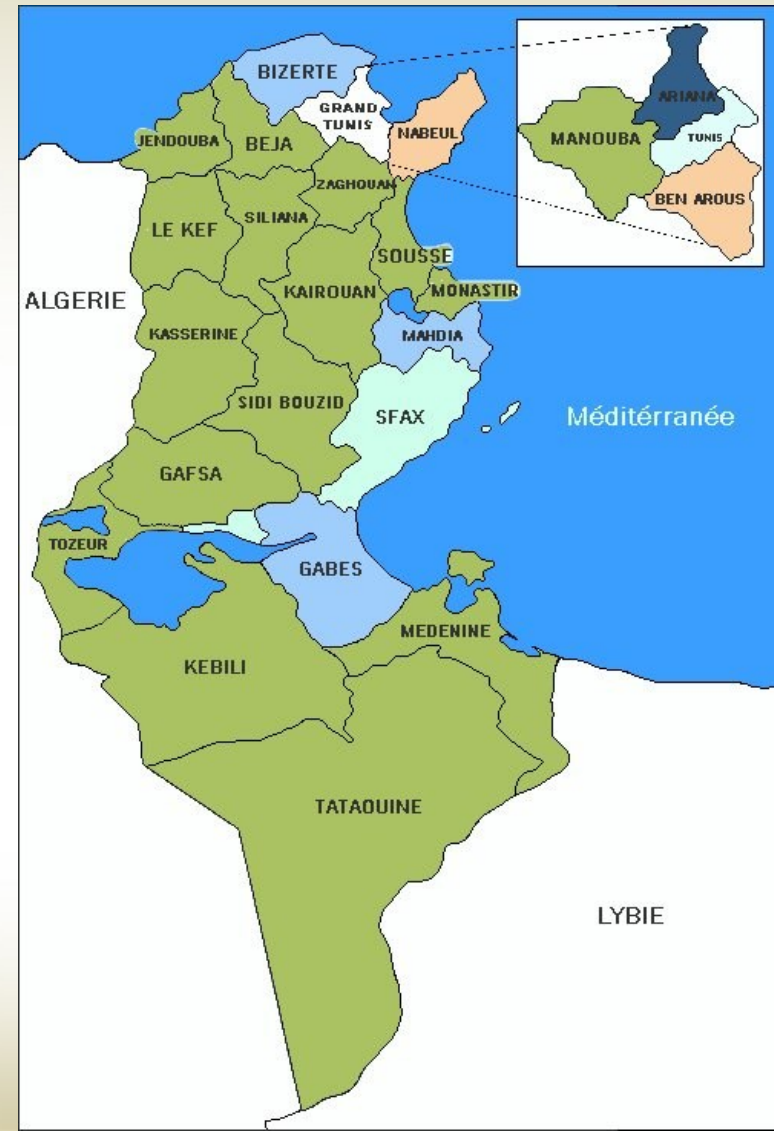 BIZERTE
GRAND
TUNIS
NABEUL
JENDOUBA
BEJA
ZAGHOUAN
LE KEF
SILIANA
SOUSSE
KAIROUAN
MONASTIR
ALGERIE
KASSERINE
MAHDIA
SIDI BOUZID
SFAX
Méditérranée
GAFSA
TOZEUR
GABES
MEDENINE
KEBILI
TATAOUINE
LYBIE
ARIANA
MANOUBA
TUNIS
BEN AROUS